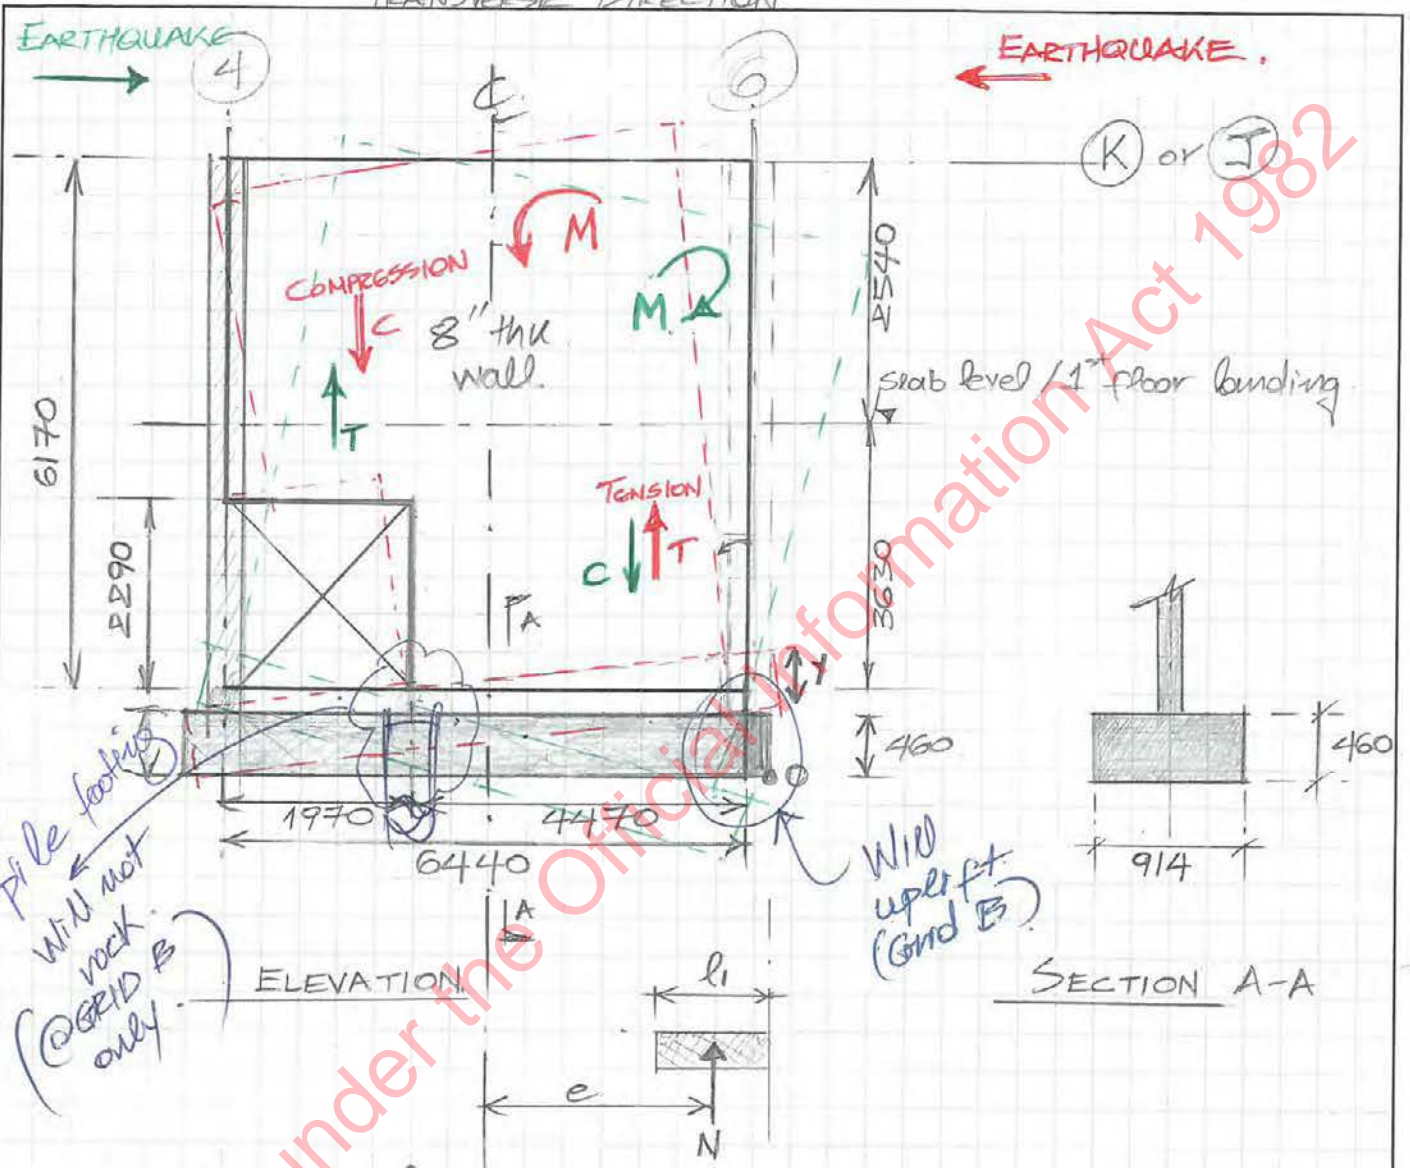 TRANSVERSE DIRECTION
EARTHQUAKE
4
℄
6
EARTHQUAKE.
K or J
M
COMPRESSION
C
8" thk
wall.
M
2540
slab level / 1st floor landing
T
6170
TENSION
C
T
2290
A
3630
Y
460
460
pile footing
will not
rock
(@GRID B
only.)
1970
4470
6440
O
914
Will
uplift
(Grid B)
A
ELEVATION
l1
SECTION A-A
e
N
under the Official Information Act 1982